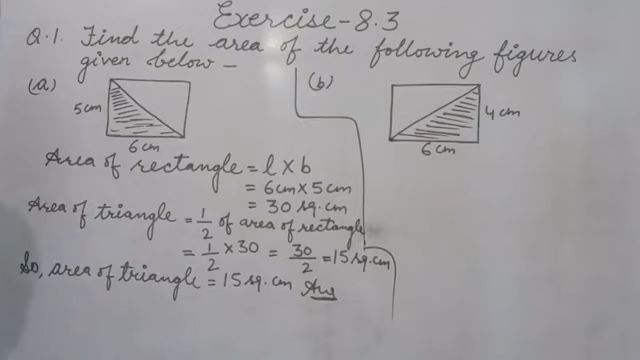 Exercise-8.3
Q.1. Find the area of the following figures
given below -
(a)
5cm
6cm
(b)
4cm
6cm
Area of rectangle = l × b
= 6cm × 5cm
= 30 sq.cm
Area of triangle = 1/2 of area of rectangle
= 1/2 × 30 = 30/2 = 15 sq.cm
So, area of triangle = 15 sq.cm Ans